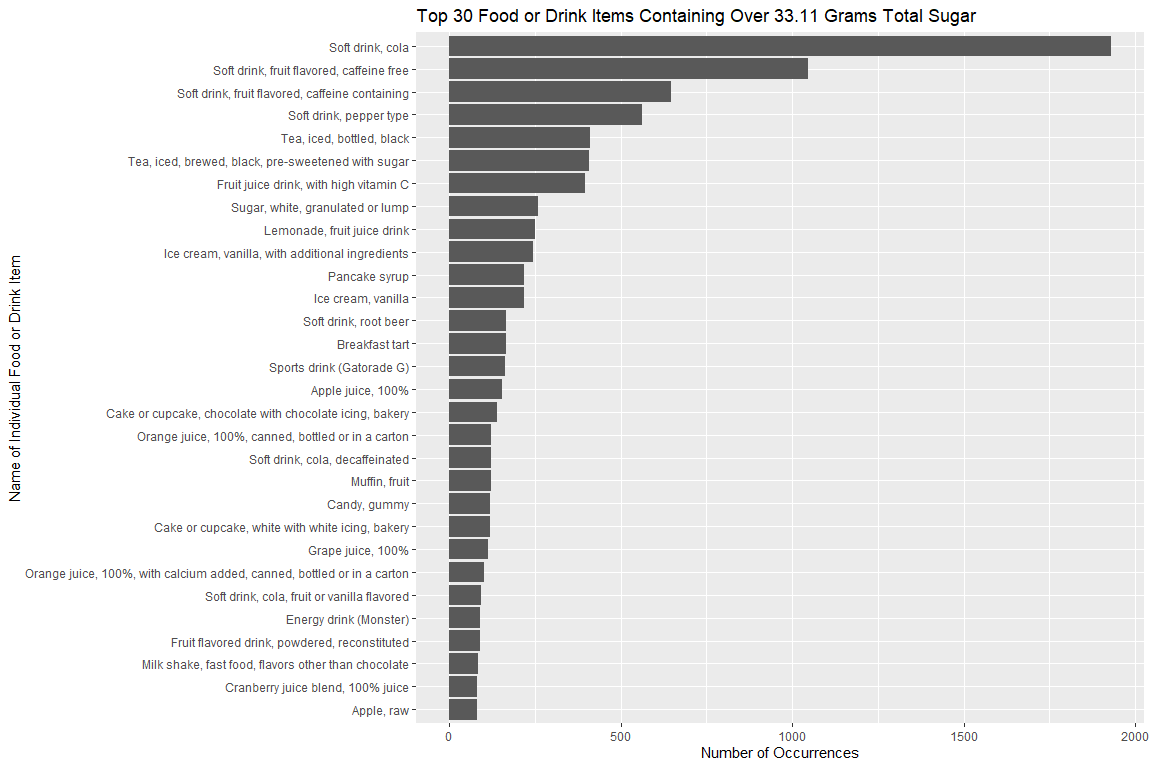 Top 30 Food or Drink Items Containing Over 33.11 Grams Total Sugar
Name of Individual Food or Drink Item
Soft drink, cola
Soft drink, fruit flavored, caffeine free
Soft drink, fruit flavored, caffeine containing
Soft drink, pepper type
Tea, iced, bottled, black
Tea, iced, brewed, black, pre-sweetened with sugar
Fruit juice drink, with high vitamin C
Sugar, white, granulated or lump
Lemonade, fruit juice drink
Ice cream, vanilla, with additional ingredients
Pancake syrup
Ice cream, vanilla
Soft drink, root beer
Breakfast tart
Sports drink (Gatorade G)
Apple juice, 100%
Cake or cupcake, chocolate with chocolate icing, bakery
Orange juice, 100%, canned, bottled or in a carton
Soft drink, cola, decaffeinated
Muffin, fruit
Candy, gummy
Cake or cupcake, white with white icing, bakery
Grape juice, 100%
Orange juice, 100%, with calcium added, canned, bottled or in a carton
Soft drink, cola, fruit or vanilla flavored
Energy drink (Monster)
Fruit flavored drink, powdered, reconstituted
Milk shake, fast food, flavors other than chocolate
Cranberry juice blend, 100% juice
Apple, raw
0 500 1000 1500 2000
Number of Occurrences